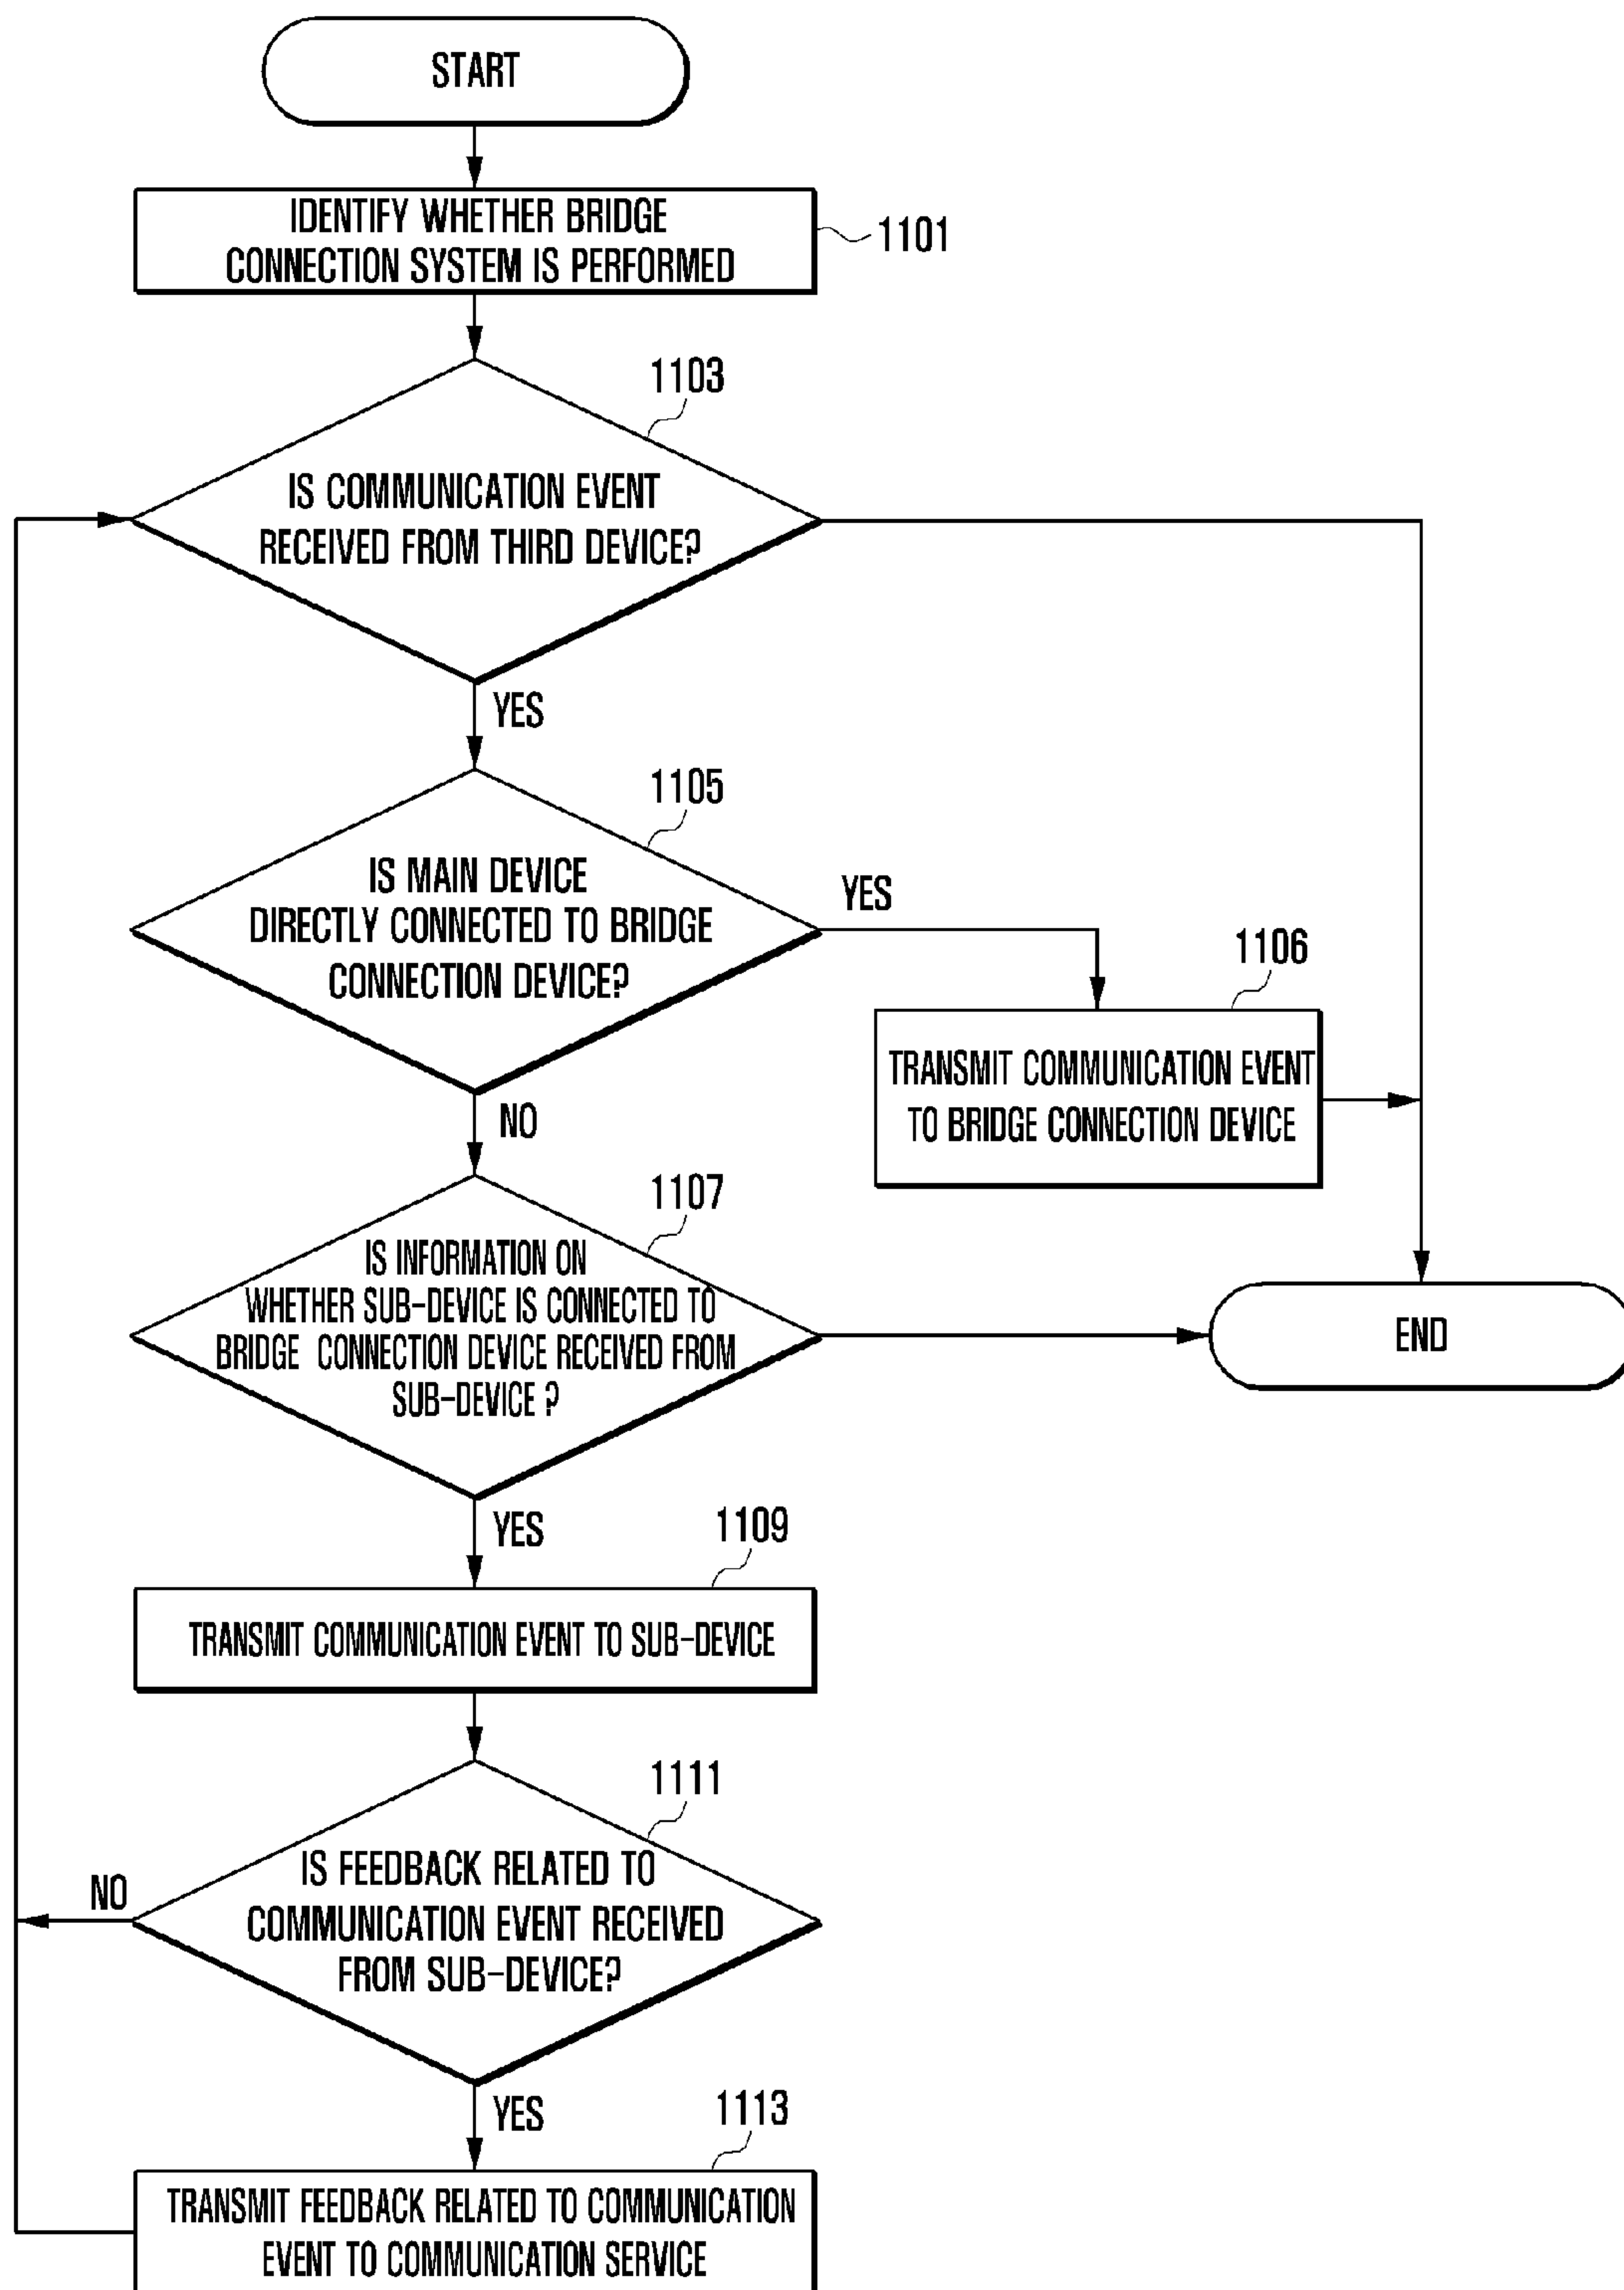 START
IDENTIFY WHETHER BRIDGE
CONNECTION SYSTEM IS PERFORMED
1101
1103
IS COMMUNICATION EVENT
RECEIVED FROM THIRD DEVICE?
YES
1105
IS MAIN DEVICE
DIRECTLY CONNECTED TO BRIDGE
CONNECTION DEVICE?
YES
1106
TRANSMIT COMMUNICATION EVENT
TO BRIDGE CONNECTION DEVICE
NO
1107
IS INFORMATION ON
WHETHER SUB-DEVICE IS CONNECTED TO
BRIDGE CONNECTION DEVICE RECEIVED FROM
SUB-DEVICE ?
END
YES
1109
TRANSMIT COMMUNICATION EVENT TO SUB-DEVICE
1111
IS FEEDBACK RELATED TO
COMMUNICATION EVENT RECEIVED
FROM SUB-DEVICE?
NO
YES
1113
TRANSMIT FEEDBACK RELATED TO COMMUNICATION
EVENT TO COMMUNICATION SERVICE